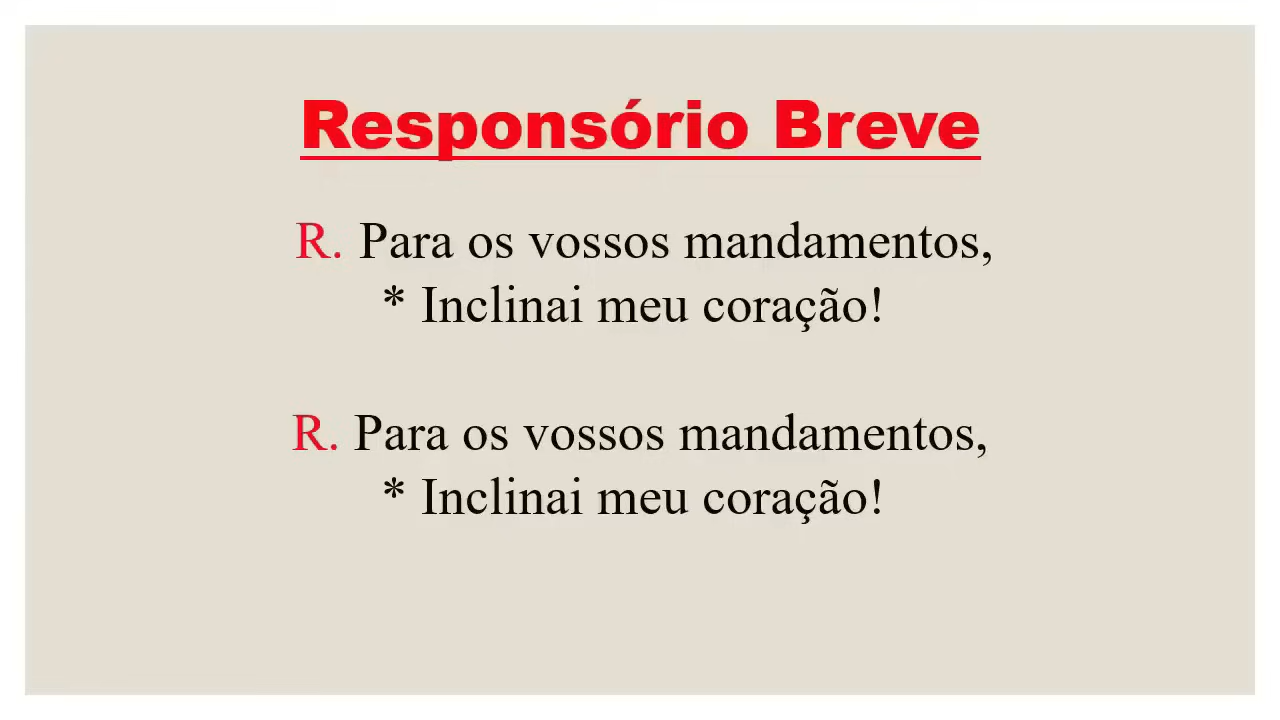 Responsório Breve
R. Para os vossos mandamentos,
* Inclinai meu coração!
R. Para os vossos mandamentos,
* Inclinai meu coração!